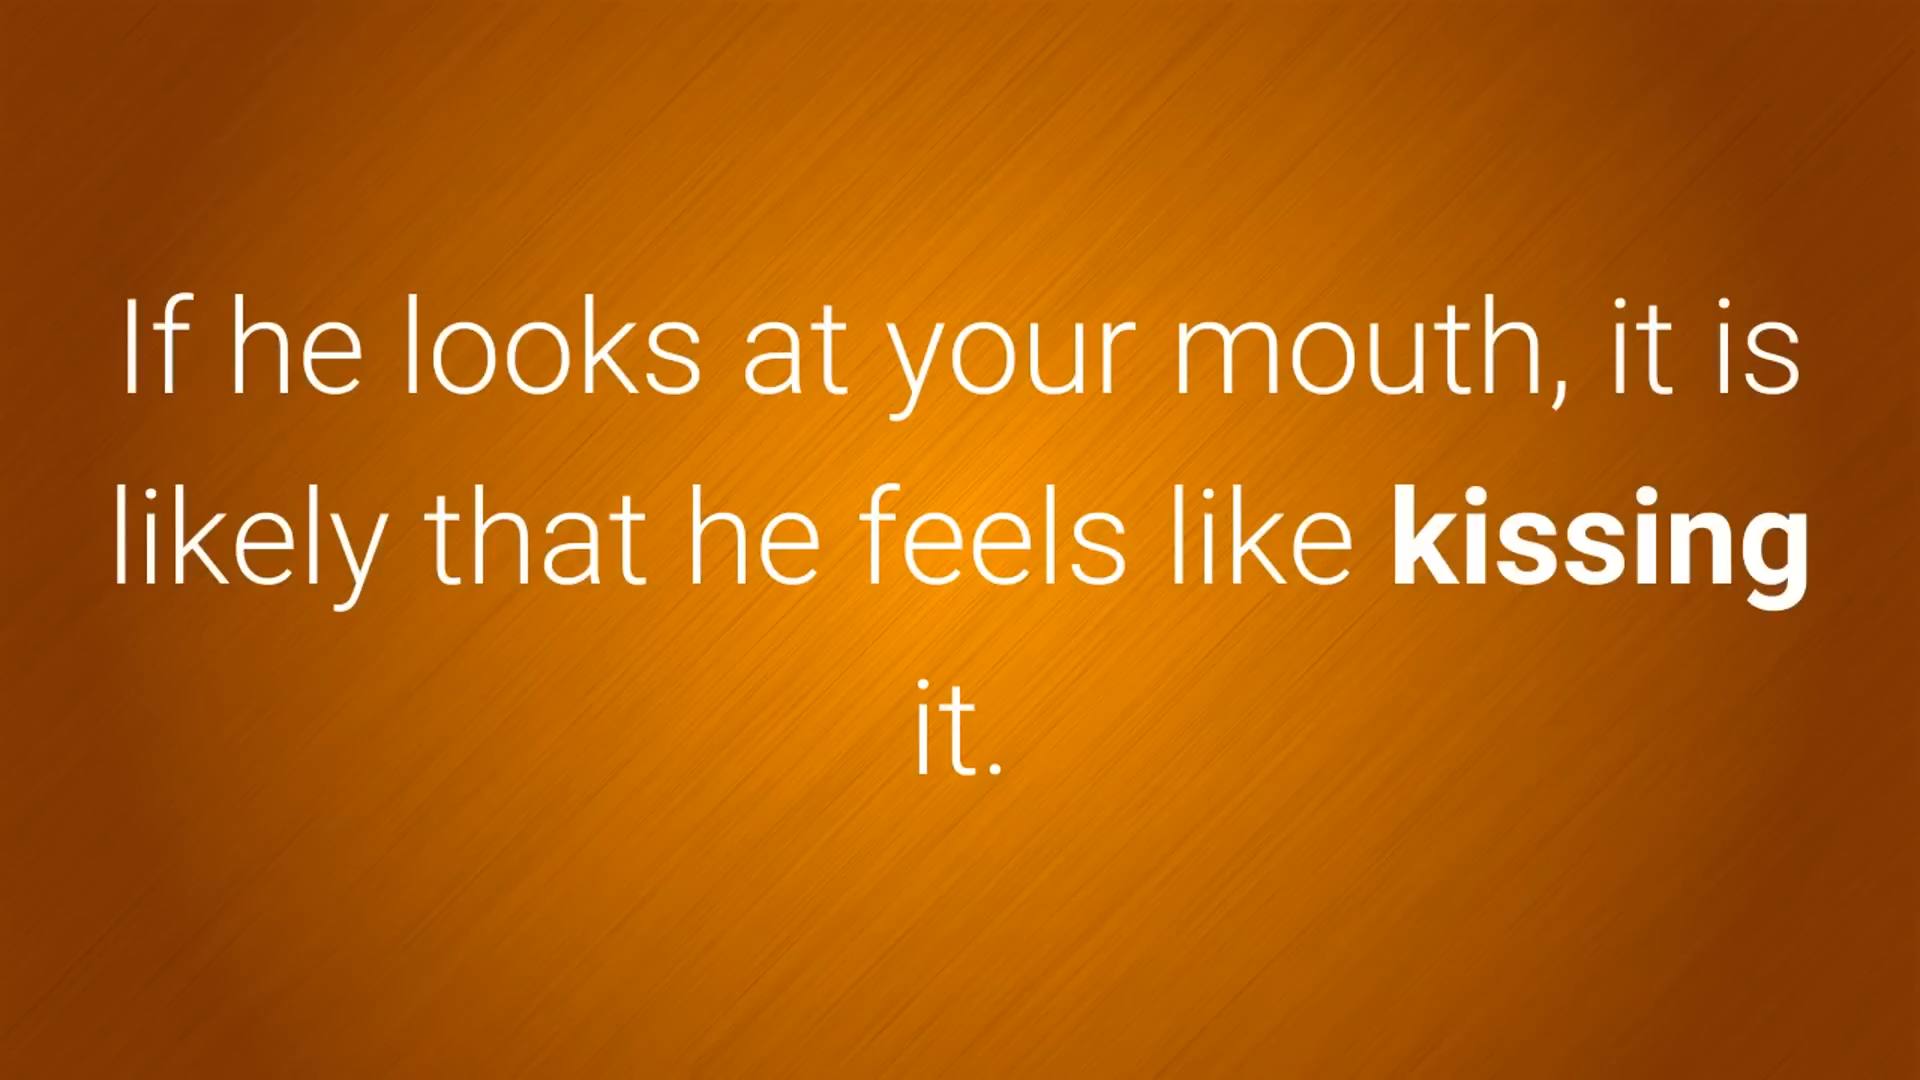 If he looks at your mouth, it is
likely that he feels like kissing
it.